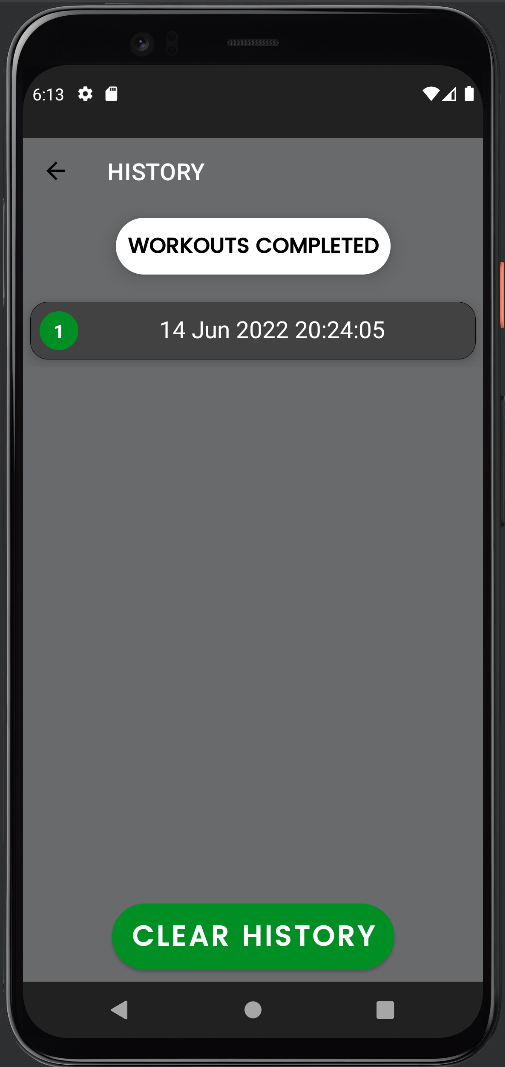 6:13
HISTORY
WORKOUTS COMPLETED
1
14 Jun 2022 20:24:05
CLEAR HISTORY